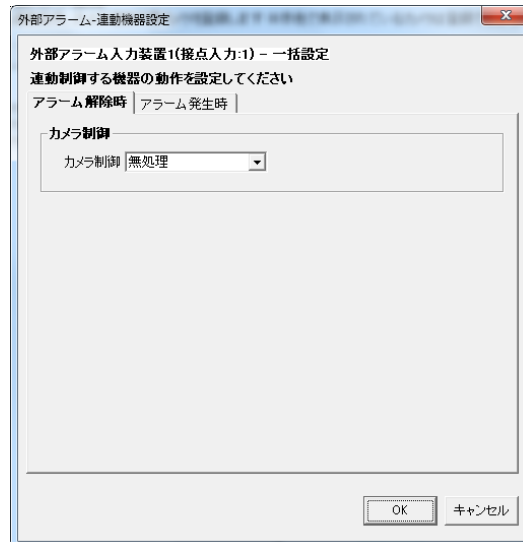 外部アラーム-連動機器設定
外部アラーム入力装置1(接点入力:1) - 一括設定
連動制御する機器の動作を設定してください
アラーム解除時 アラーム発生時
カメラ制御
カメラ制御 無処理
OK キャンセル